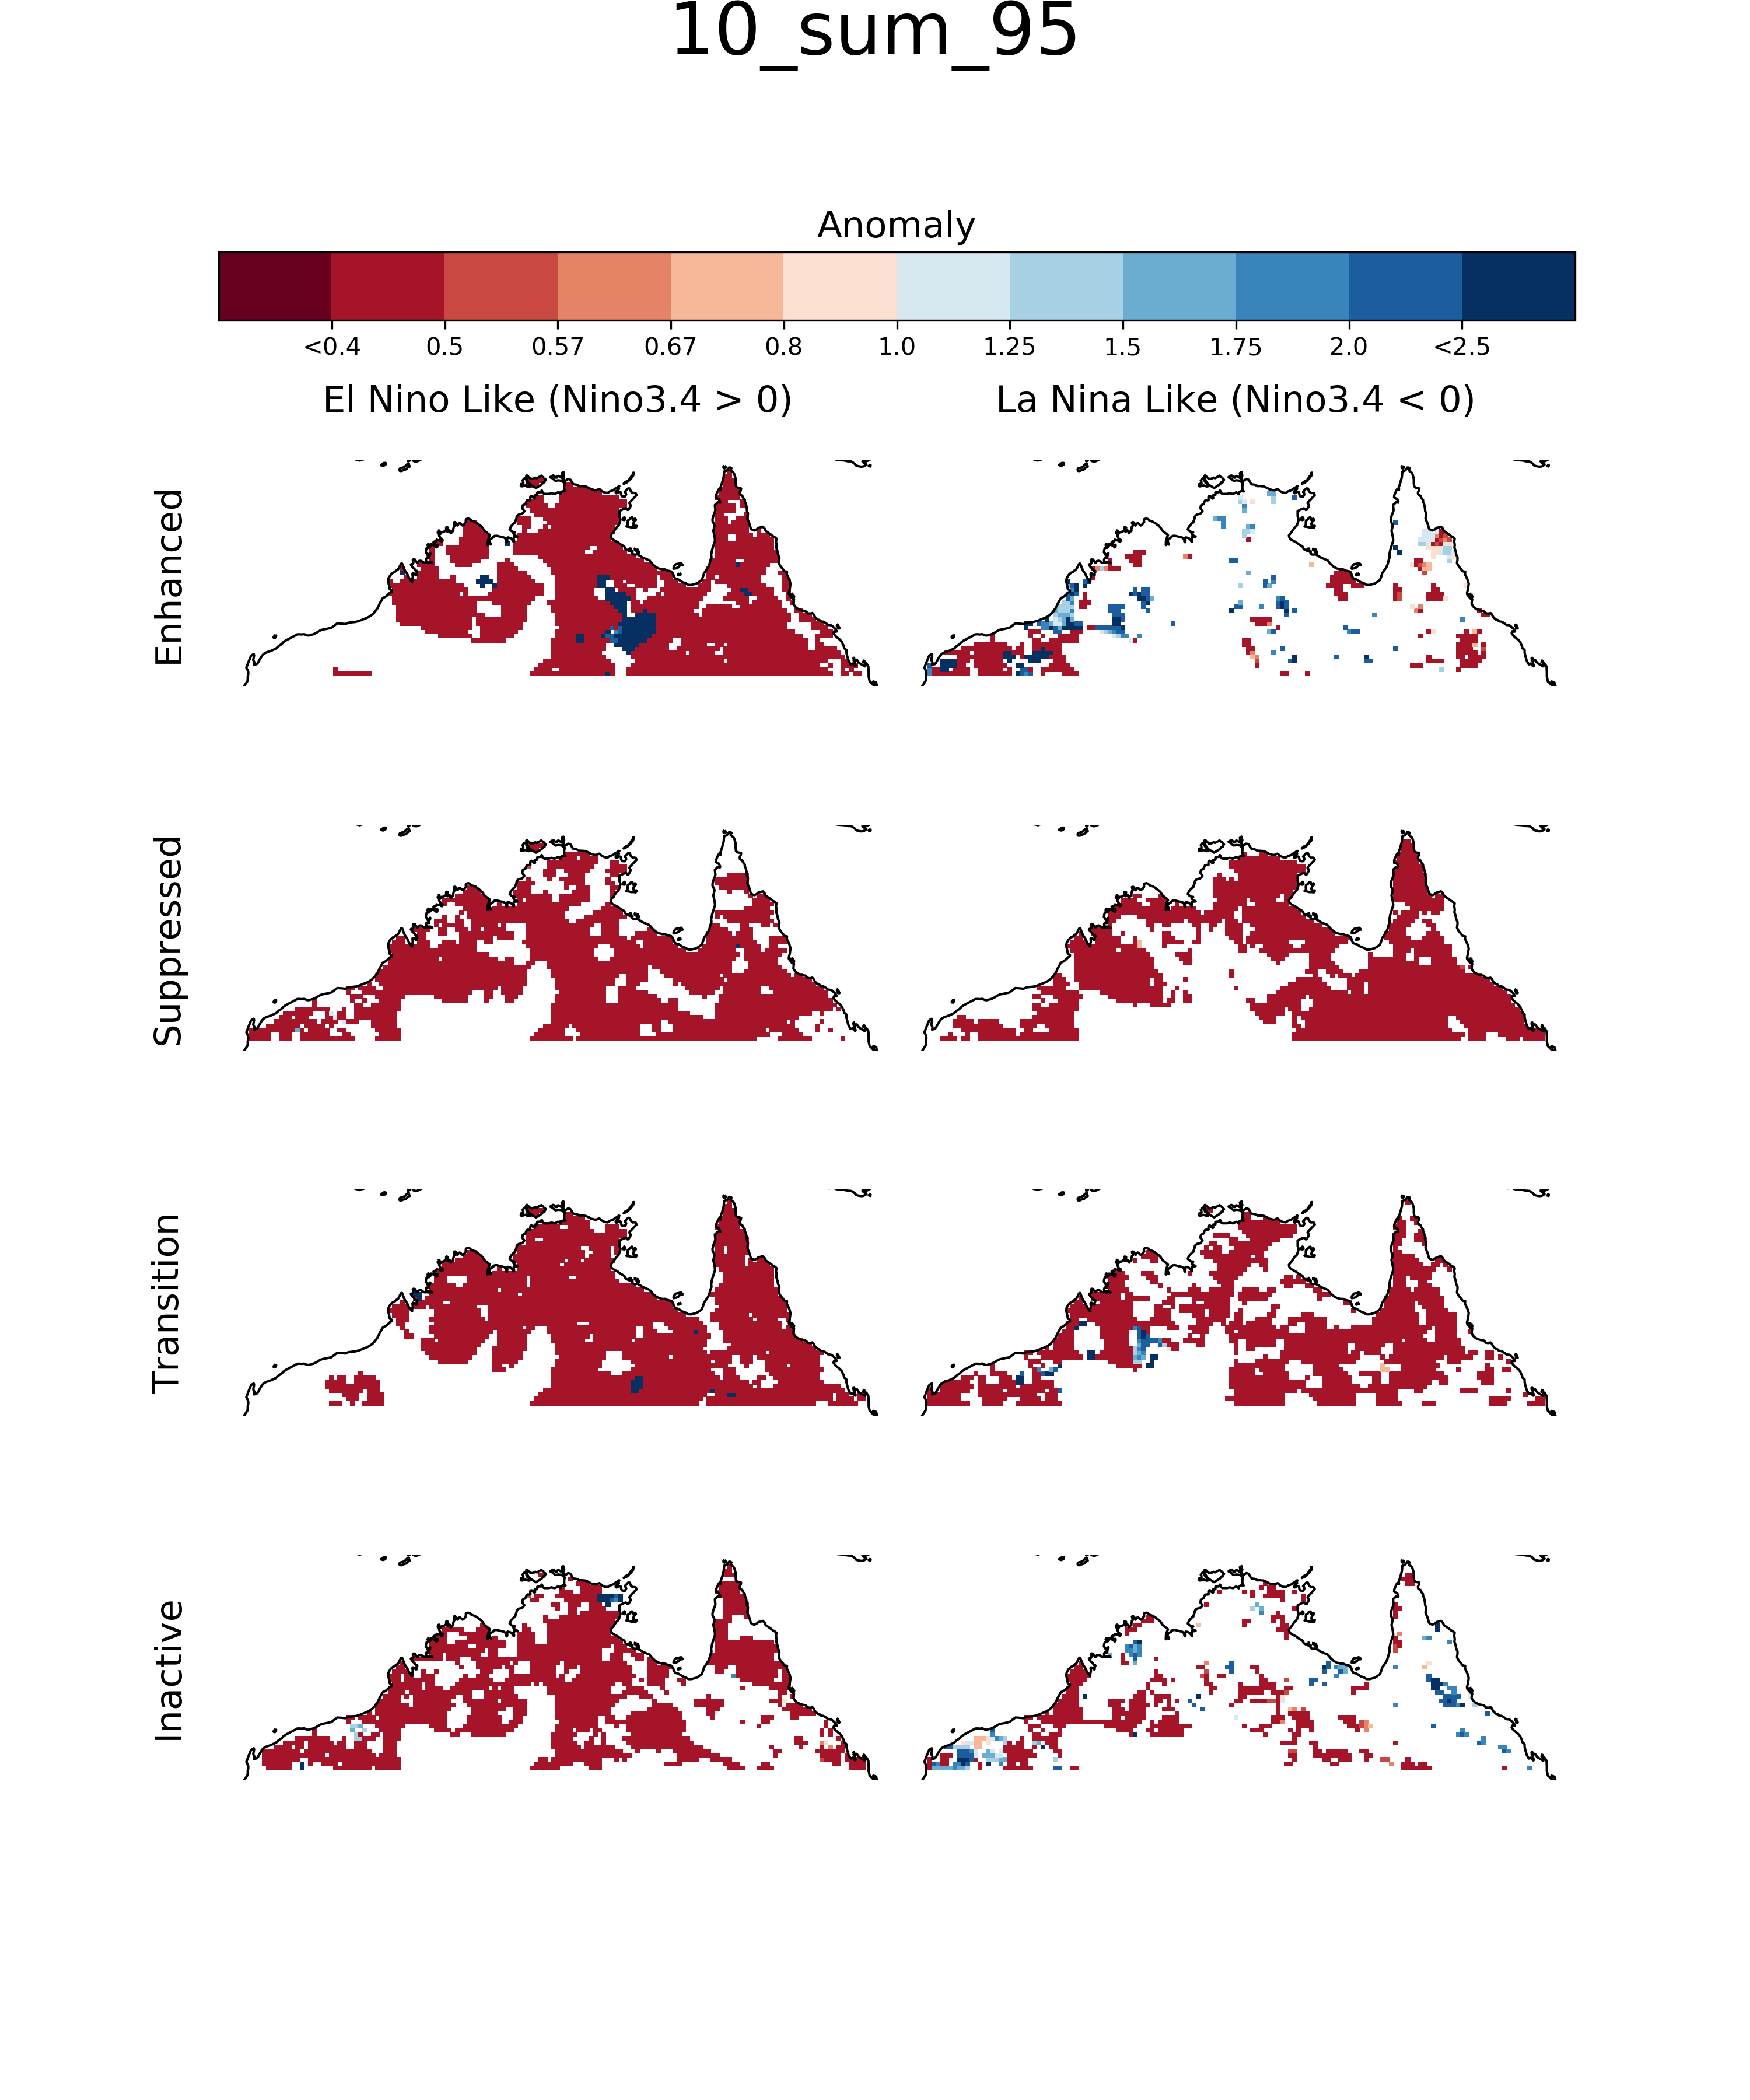 10_sum_95
Anomaly
<0.4 0.5 0.57 0.67 0.8 1.0 1.25 1.5 1.75 2.0 <2.5
El Nino Like (Nino3.4 > 0) La Nina Like (Nino3.4 < 0)
Enhanced
Suppressed
Transition
Inactive